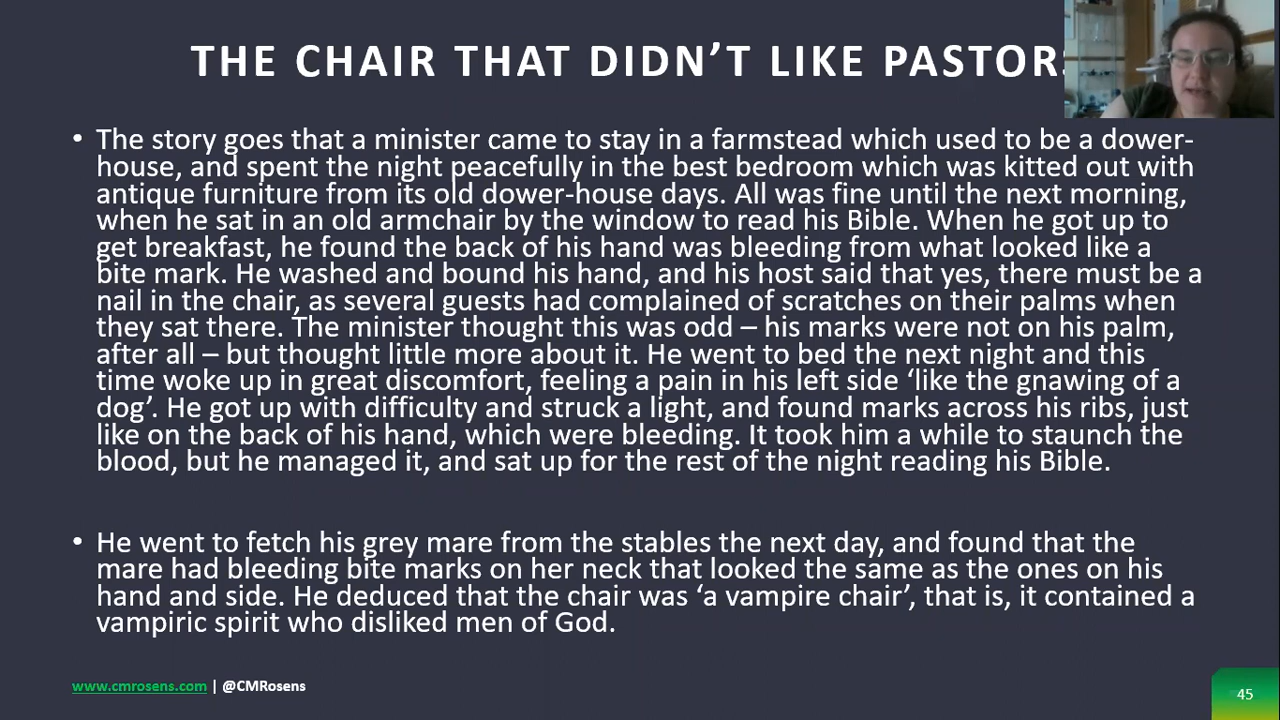 THE CHAIR THAT DIDN’T LIKE PASTORS
• The story goes that a minister came to stay in a farmstead which used to be a dower-
house, and spent the night peacefully in the best bedroom which was kitted out with
antique furniture from its old dower-house days. All was fine until the next morning,
when he sat in an old armchair by the window to read his Bible. When he got up to
get breakfast, he found the back of his hand was bleeding from what looked like a
bite mark. He washed and bound his hand, and his host said that yes, there must be a
nail in the chair, as several guests had complained of scratches on their palms when
they sat there. The minister thought this was odd – his marks were not on his palm,
after all – but thought little more about it. He went to bed the next night and this
time woke up in great discomfort, feeling a pain in his left side ‘like the gnawing of a
dog’. He got up with difficulty and struck a light, and found marks across his ribs, just
like on the back of his hand, which were bleeding. It took him a while to staunch the
blood, but he managed it, and sat up for the rest of the night reading his Bible.
• He went to fetch his grey mare from the stables the next day, and found that the
mare had bleeding bite marks on her neck that looked the same as the ones on his
hand and side. He deduced that the chair was ‘a vampire chair’, that is, it contained a
vampiric spirit who disliked men of God.
www.cmrosens.com | @CMRosens
45